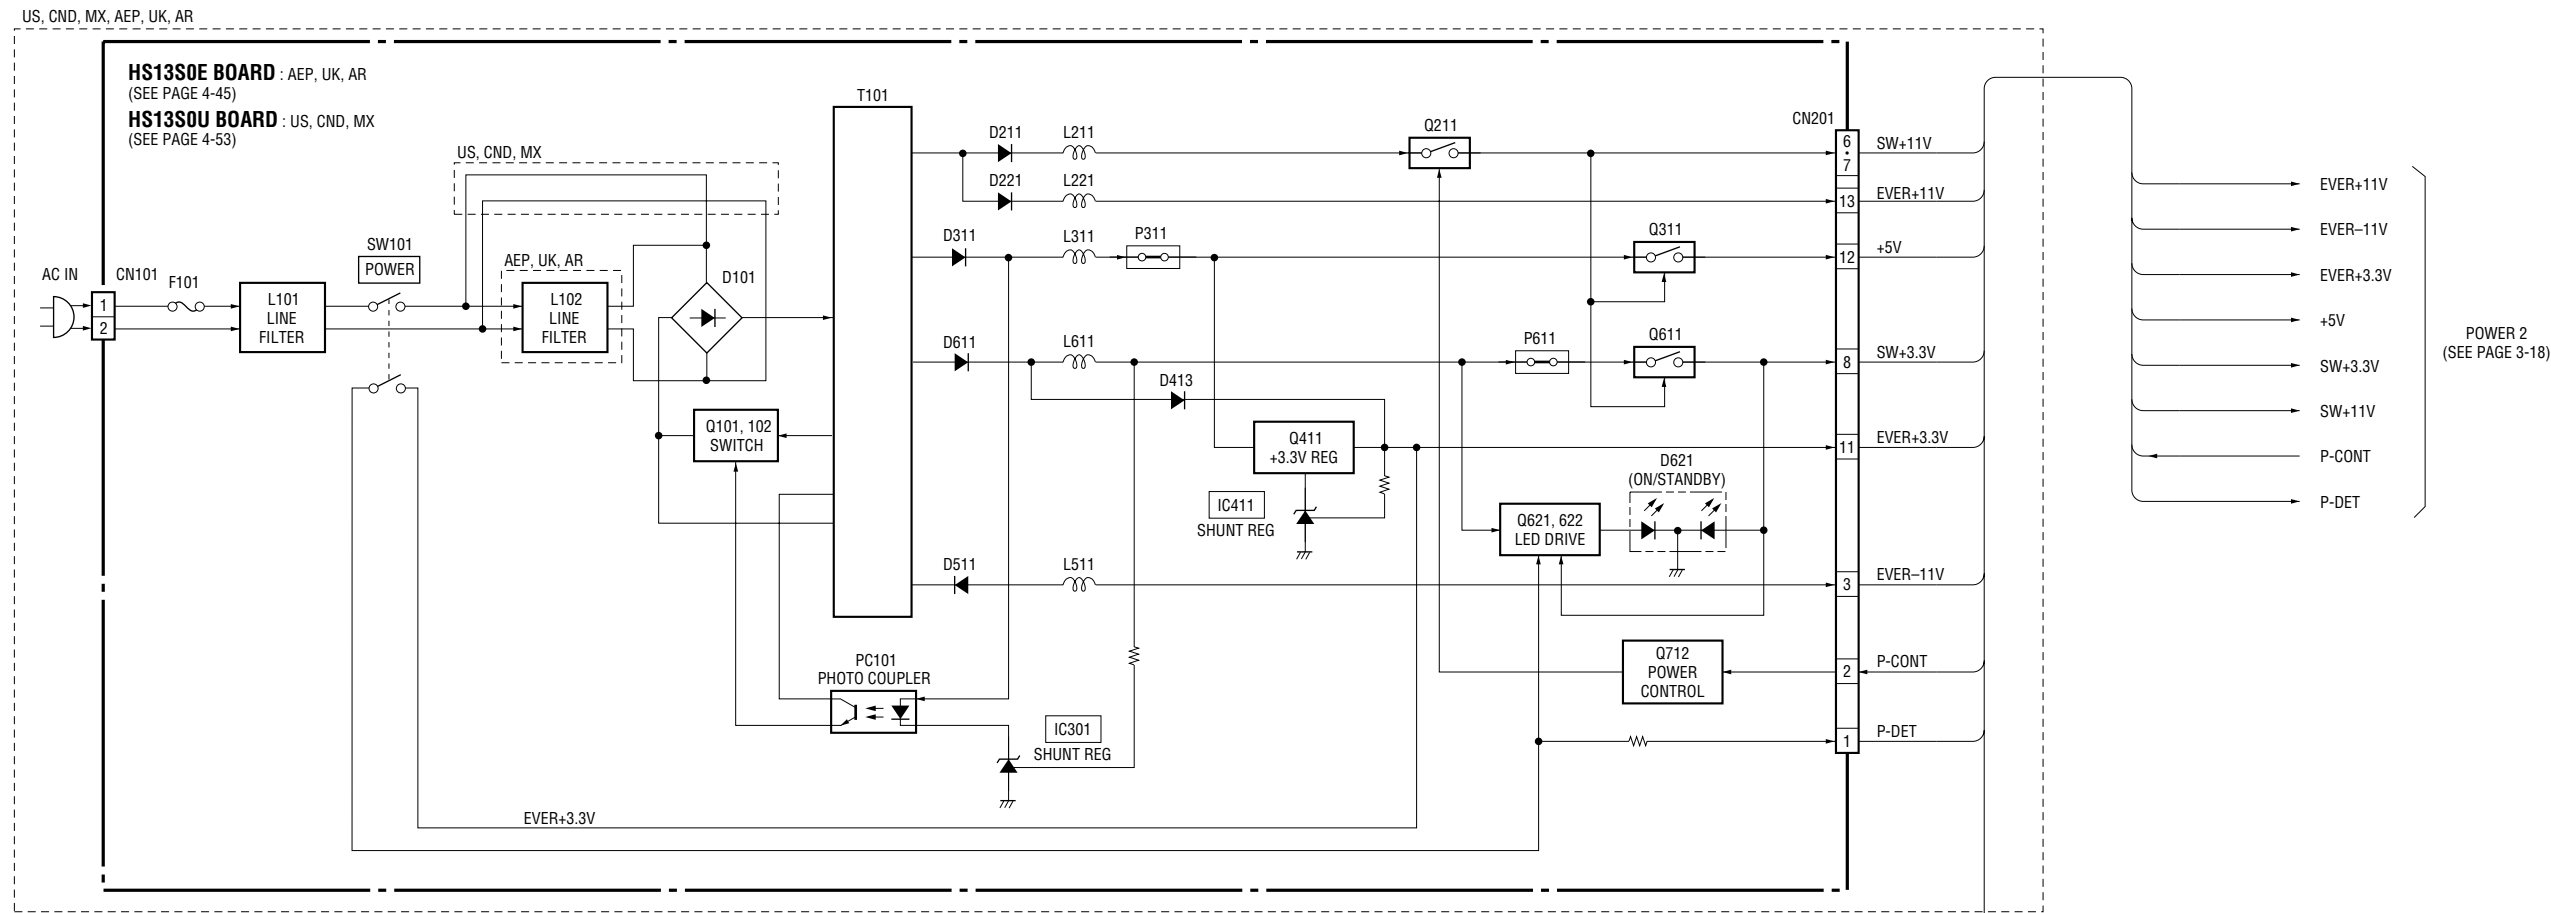 US, CND, MX, AEP, UK, AR
HS13S0E BOARD : AEP, UK, AR
(SEE PAGE 4-45)
HS13S0U BOARD : US, CND, MX
(SEE PAGE 4-53)
US, CND, MX
AC IN
CN101
1
2
F101
L101
LINE
FILTER
SW101
POWER
AEP, UK, AR
L102
LINE
FILTER
D101
Q101, 102
SWITCH
T101
D211
L211
D221
L221
D311
L311
P311
D611
L611
D413
Q211
Q311
P611
Q611
Q411
+3.3V REG
IC411
SHUNT REG
D621
(ON/STANDBY)
Q621, 622
LED DRIVE
D511
L511
PC101
PHOTO COUPLER
IC301
SHUNT REG
Q712
POWER
CONTROL
EVER+3.3V
CN201
6
•
7
SW+11V
13
EVER+11V
12
+5V
8
SW+3.3V
11
EVER+3.3V
3
EVER–11V
2
P-CONT
1
P-DET
EVER+11V
EVER–11V
EVER+3.3V
+5V
SW+3.3V
SW+11V
P-CONT
P-DET
POWER 2
(SEE PAGE 3-18)